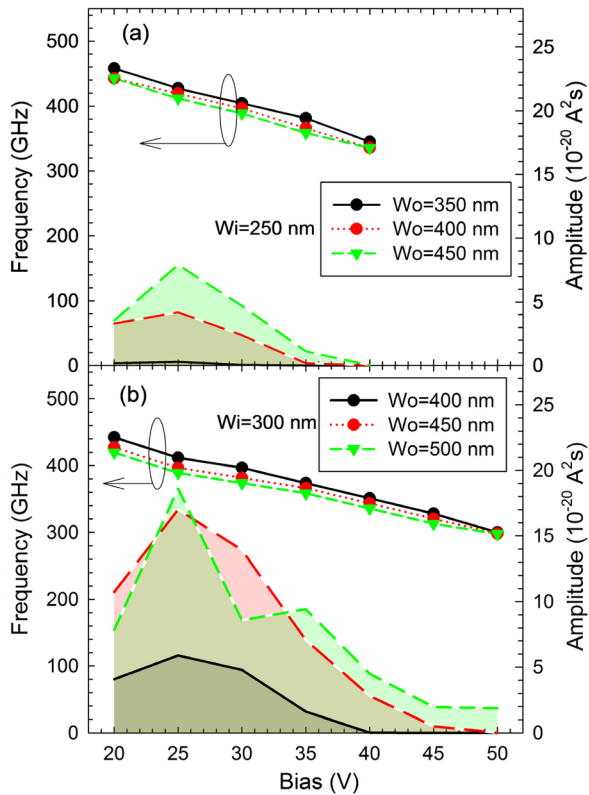 (a)
500
400
300
200
100
0
Frequency (GHz)
25
20
15
10
5
0
Amplitude (10⁻²⁰ A²s)
Wi=250 nm
Wo=350 nm
Wo=400 nm
Wo=450 nm
(b)
500
400
300
200
100
0
Frequency (GHz)
25
20
15
10
5
0
Amplitude (10⁻²⁰ A²s)
Wi=300 nm
Wo=400 nm
Wo=450 nm
Wo=500 nm
20 25 30 35 40 45 50
Bias (V)